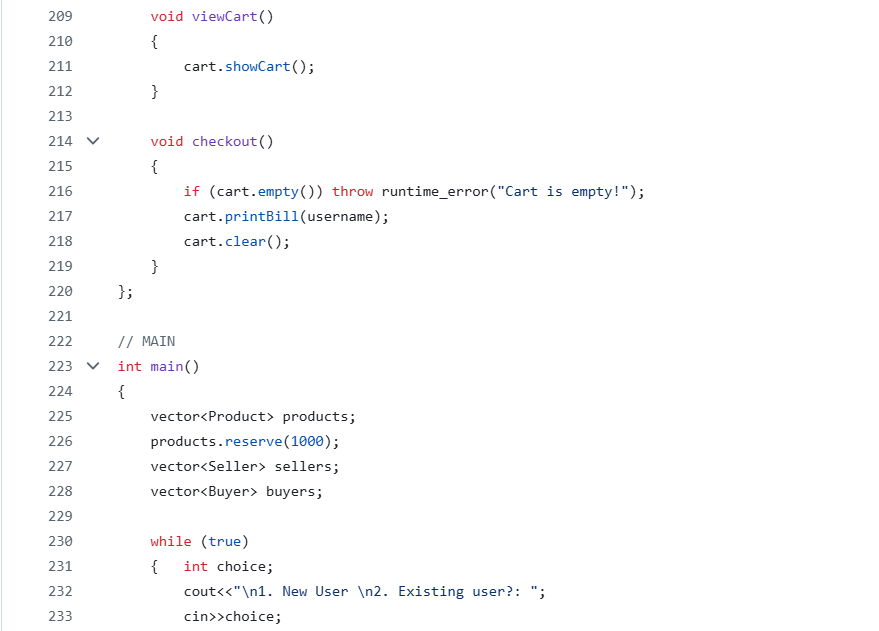 209 void viewCart()
210 {
211 cart.showCart();
212 }
213
214 void checkout()
215 {
216 if (cart.empty()) throw runtime_error("Cart is empty!");
217 cart.printBill(username);
218 cart.clear();
219 }
220 };
221
222 // MAIN
223 int main()
224 {
225 vector<Product> products;
226 products.reserve(1000);
227 vector<Seller> sellers;
228 vector<Buyer> buyers;
229
230 while (true)
231 { int choice;
232 cout<<"\n1. New User \n2. Existing user?: ";
233 cin>>choice;